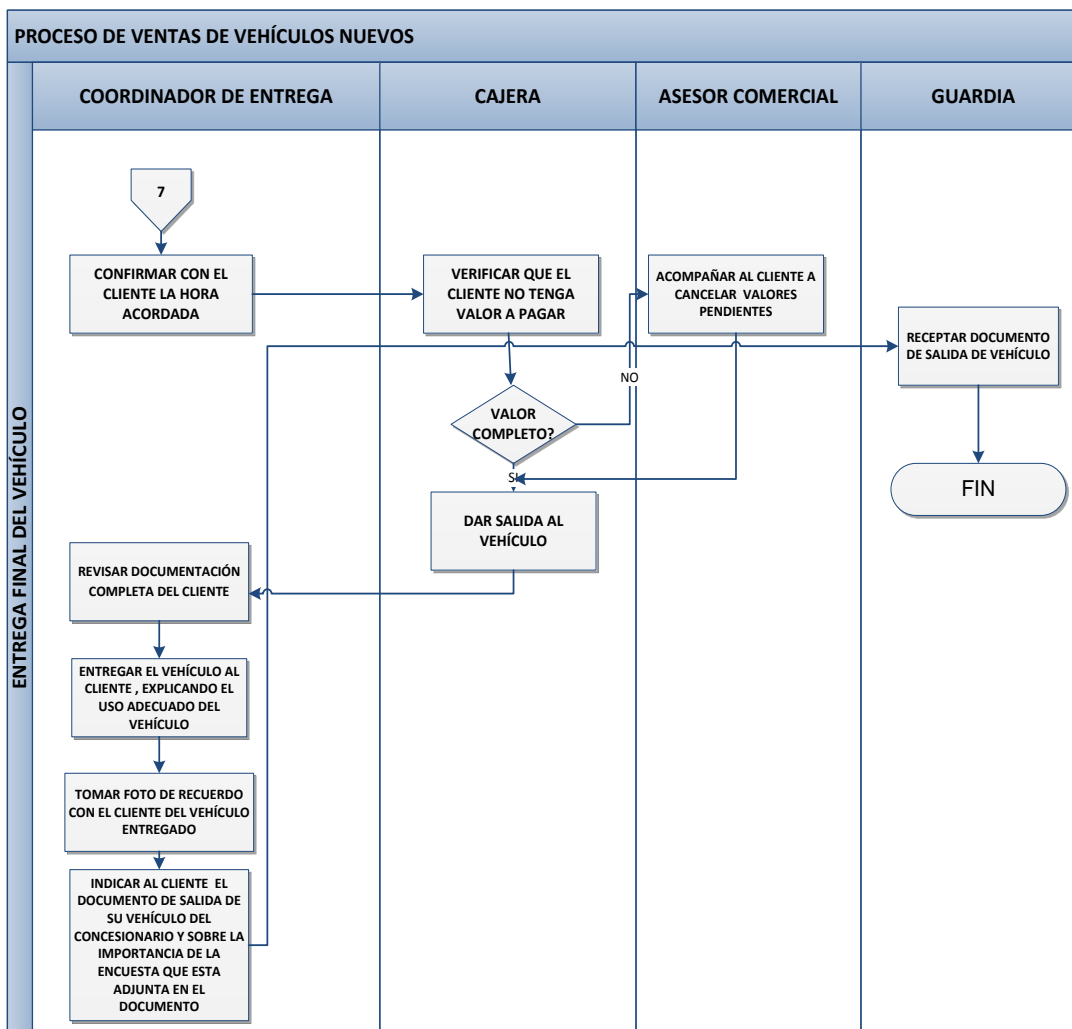 PROCESO DE VENTAS DE VEHÍCULOS NUEVOS
ENTREGA FINAL DEL VEHÍCULO
COORDINADOR DE ENTREGA
CAJERA
ASESOR COMERCIAL
GUARDIA
7
CONFIRMAR CON EL
CLIENTE LA HORA
ACORDADA
VERIFICAR QUE EL
CLIENTE NO TENGA
VALOR A PAGAR
ACOMPAÑAR AL CLIENTE A
CANCELAR VALORES
PENDIENTES
RECEPTAR DOCUMENTO
DE SALIDA DE VEHÍCULO
NO
VALOR
COMPLETO?
SI
FIN
DAR SALIDA AL
VEHÍCULO
REVISAR DOCUMENTACIÓN
COMPLETA DEL CLIENTE
ENTREGAR EL VEHÍCULO AL
CLIENTE , EXPLICANDO EL
USO ADECUADO DEL
VEHÍCULO
TOMAR FOTO DE RECUERDO
CON EL CLIENTE DEL VEHÍCULO
ENTREGADO
INDICAR AL CLIENTE EL
DOCUMENTO DE SALIDA DE
SU VEHÍCULO DEL
CONCESIONARIO Y SOBRE LA
IMPORTANCIA DE LA
ENCUESTA QUE ESTA
ADJUNTA EN EL
DOCUMENTO